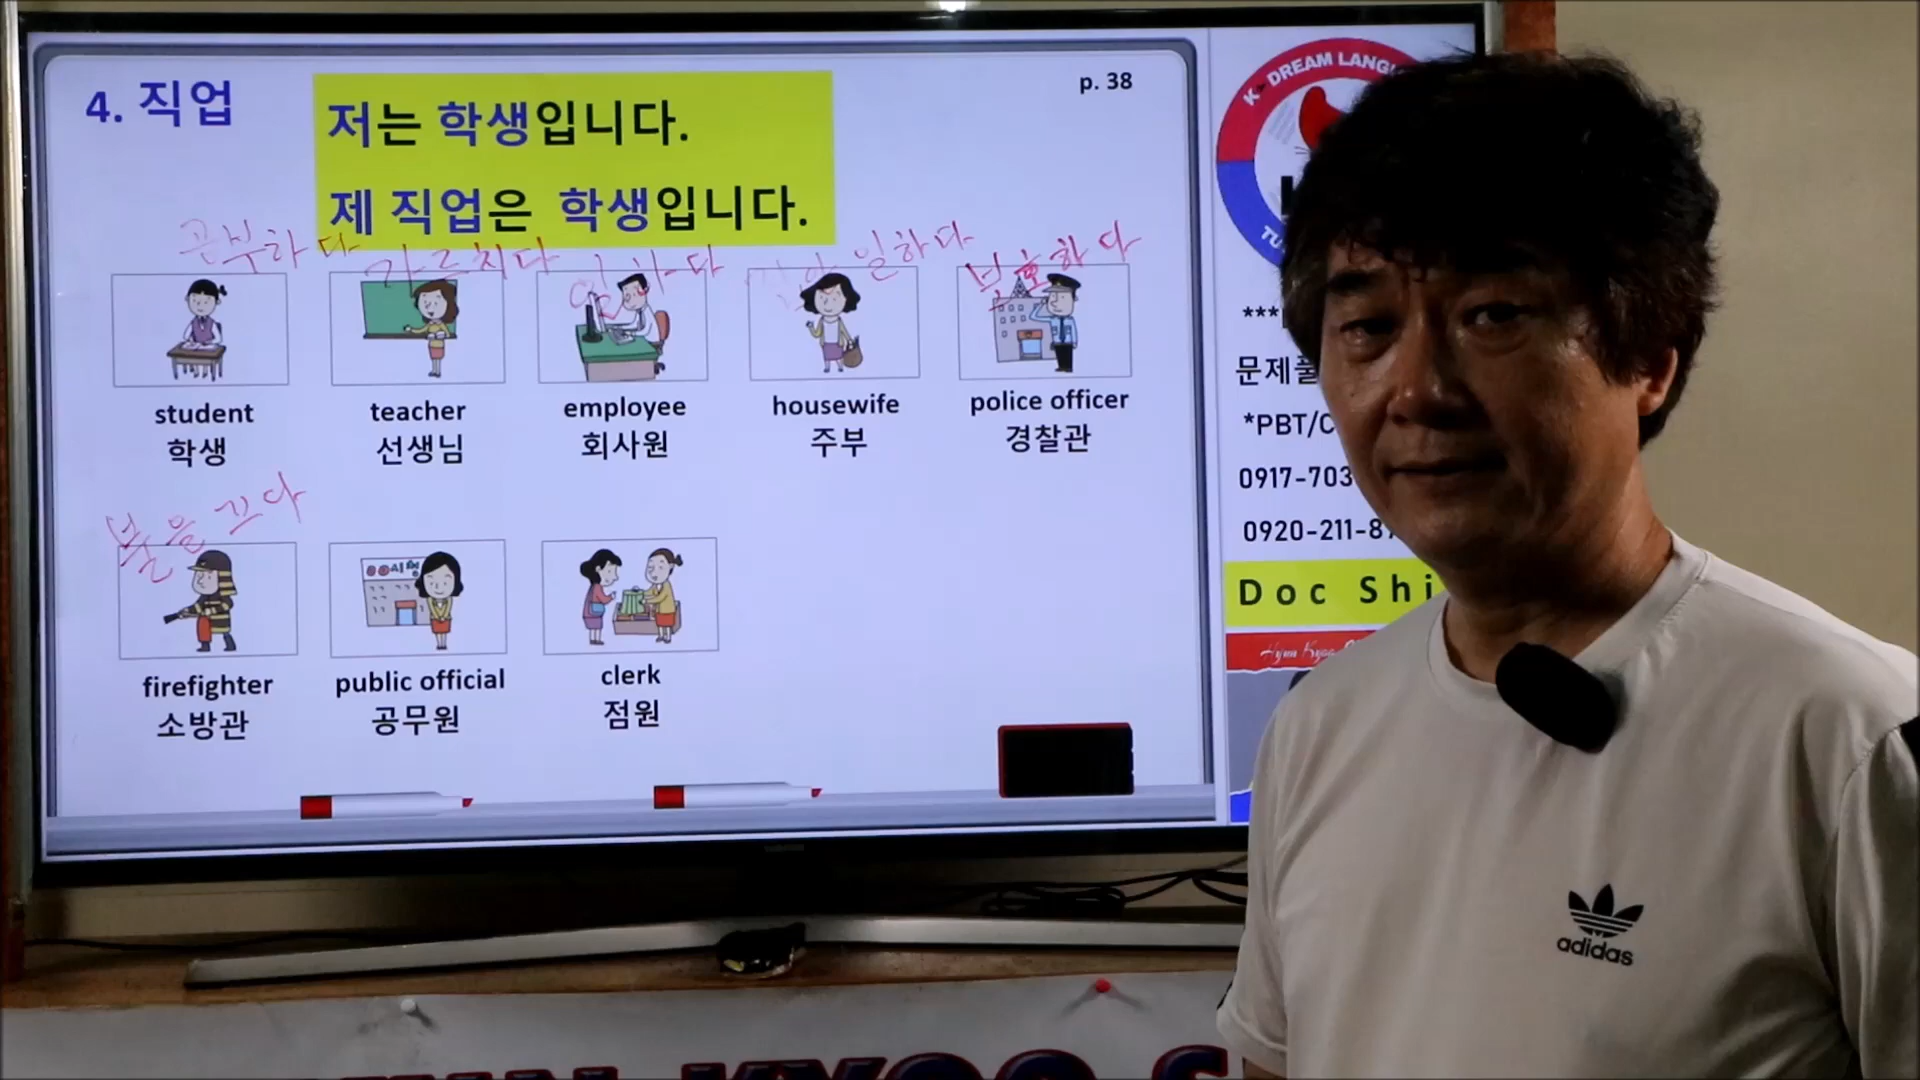 4. 직업
저는 학생입니다.
제 직업은 학생입니다.
p. 38
공부하다 가르치다 일하다 일하다 보호하다
student teacher employee housewife police officer
학생 선생님 회사원 주부 경찰관
불을 끄다
시청
firefighter public official clerk
소방관 공무원 점원
K DREAM
***
*PBT/C
0917-703
0920-211-8
Doc Shi
adidas